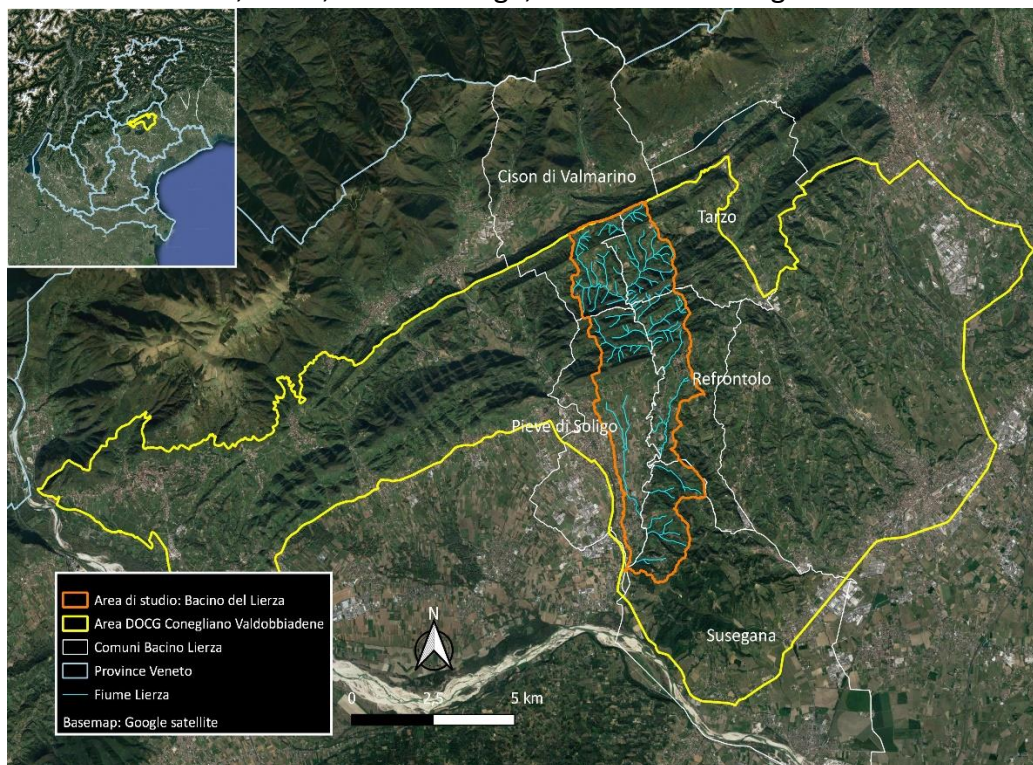 Cison di Valmarino
Tarzo
Refrontolo
Pieve di Soligo
Susegana
Area di studio: Bacino del Lierza
Area DOCG Conegliano Valdobbiadene
Comuni Bacino Lierza
Province Veneto
Fiume Lierza
Basemap: Google satellite
N
0 2.5 5 km